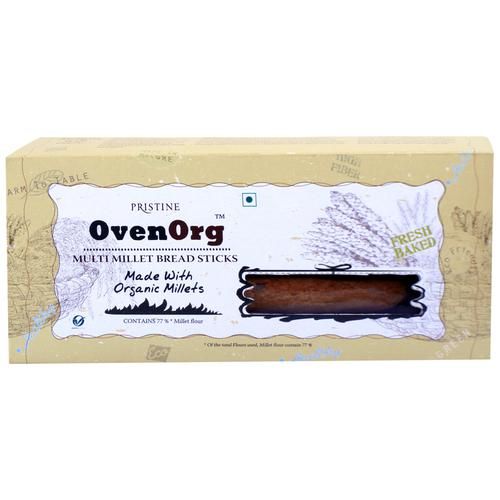 PRISTINE
OvenOrg™
MULTI MILLET BREAD STICKS
Made With
Organic Millets
CONTAINS 77 % * Millet flour
FRESH
BAKED
HIGH
FIBER
FARM TO TABLE
* Of the total Flours used, Millet flour contain 77 %